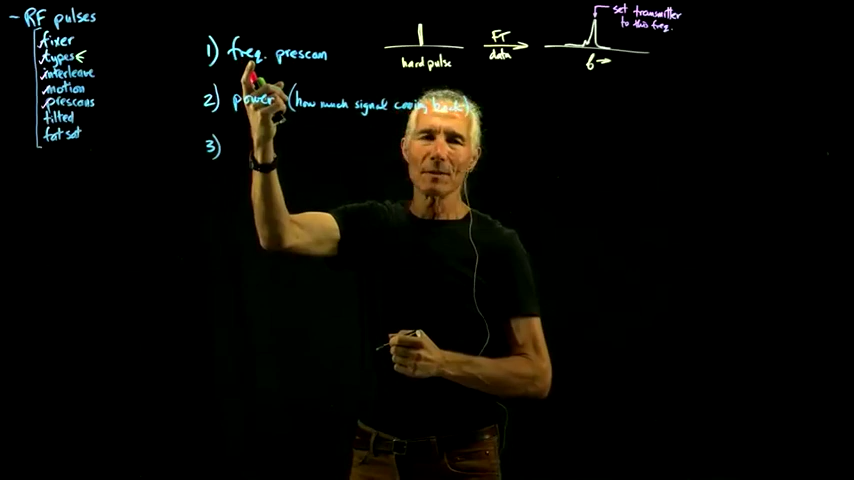 - RF pulses
fixer
types
interleave
motion
prescans
tilted
fat sat
1) freq. prescan
hard pulse
FT
data
set transmitter
to this freq.
f →
2) power (how much signal coming back)
3)